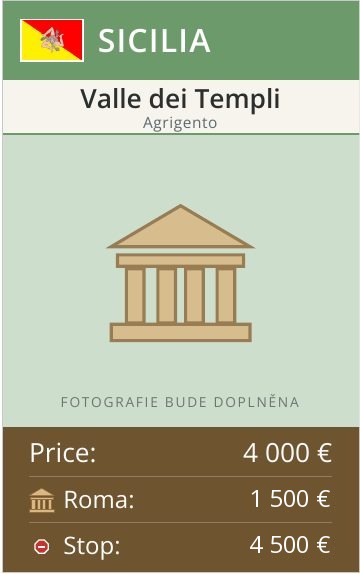 SICILIA
Valle dei Templi
Agrigento
FOTOGRAFIE BUDE DOPLNĚNA
Price: 4 000 €
Roma: 1 500 €
Stop: 4 500 €